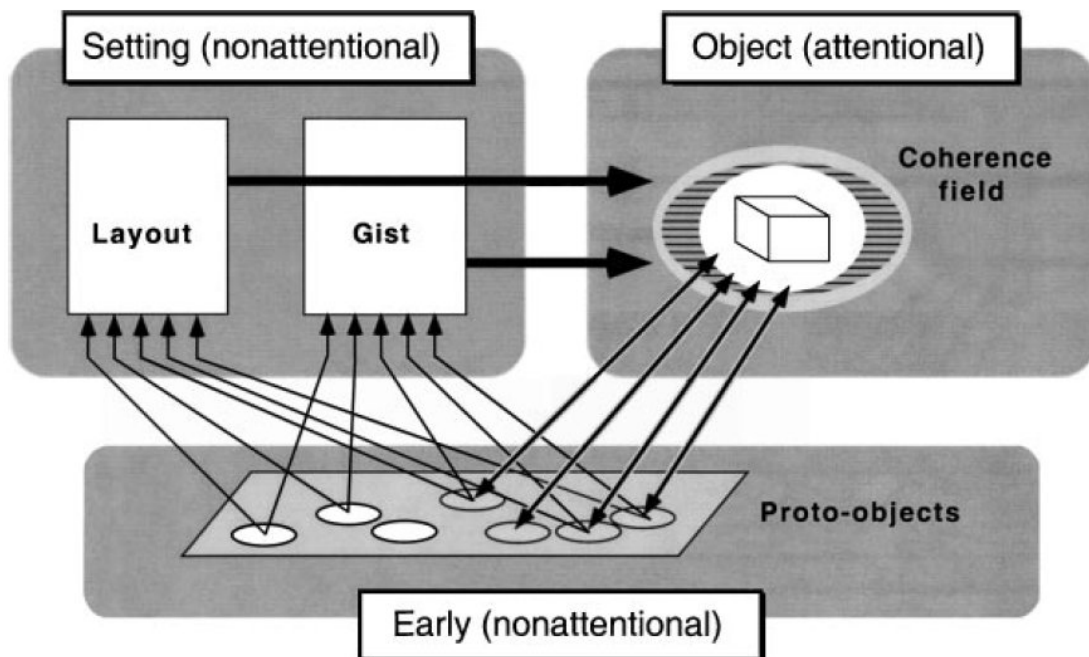 Setting (nonattentional)
Object (attentional)
Layout
Gist
Coherence
field
Proto-objects
Early (nonattentional)